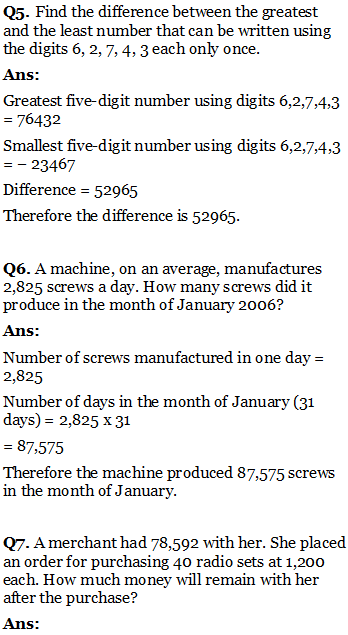 Q5. Find the difference between the greatest
and the least number that can be written using
the digits 6, 2, 7, 4, 3 each only once.
Ans:
Greatest five-digit number using digits 6,2,7,4,3
= 76432
Smallest five-digit number using digits 6,2,7,4,3
= − 23467
Difference = 52965
Therefore the difference is 52965.
Q6. A machine, on an average, manufactures
2,825 screws a day. How many screws did it
produce in the month of January 2006?
Ans:
Number of screws manufactured in one day =
2,825
Number of days in the month of January (31
days) = 2,825 x 31
= 87,575
Therefore the machine produced 87,575 screws
in the month of January.
Q7. A merchant had 78,592 with her. She placed
an order for purchasing 40 radio sets at 1,200
each. How much money will remain with her
after the purchase?
Ans: